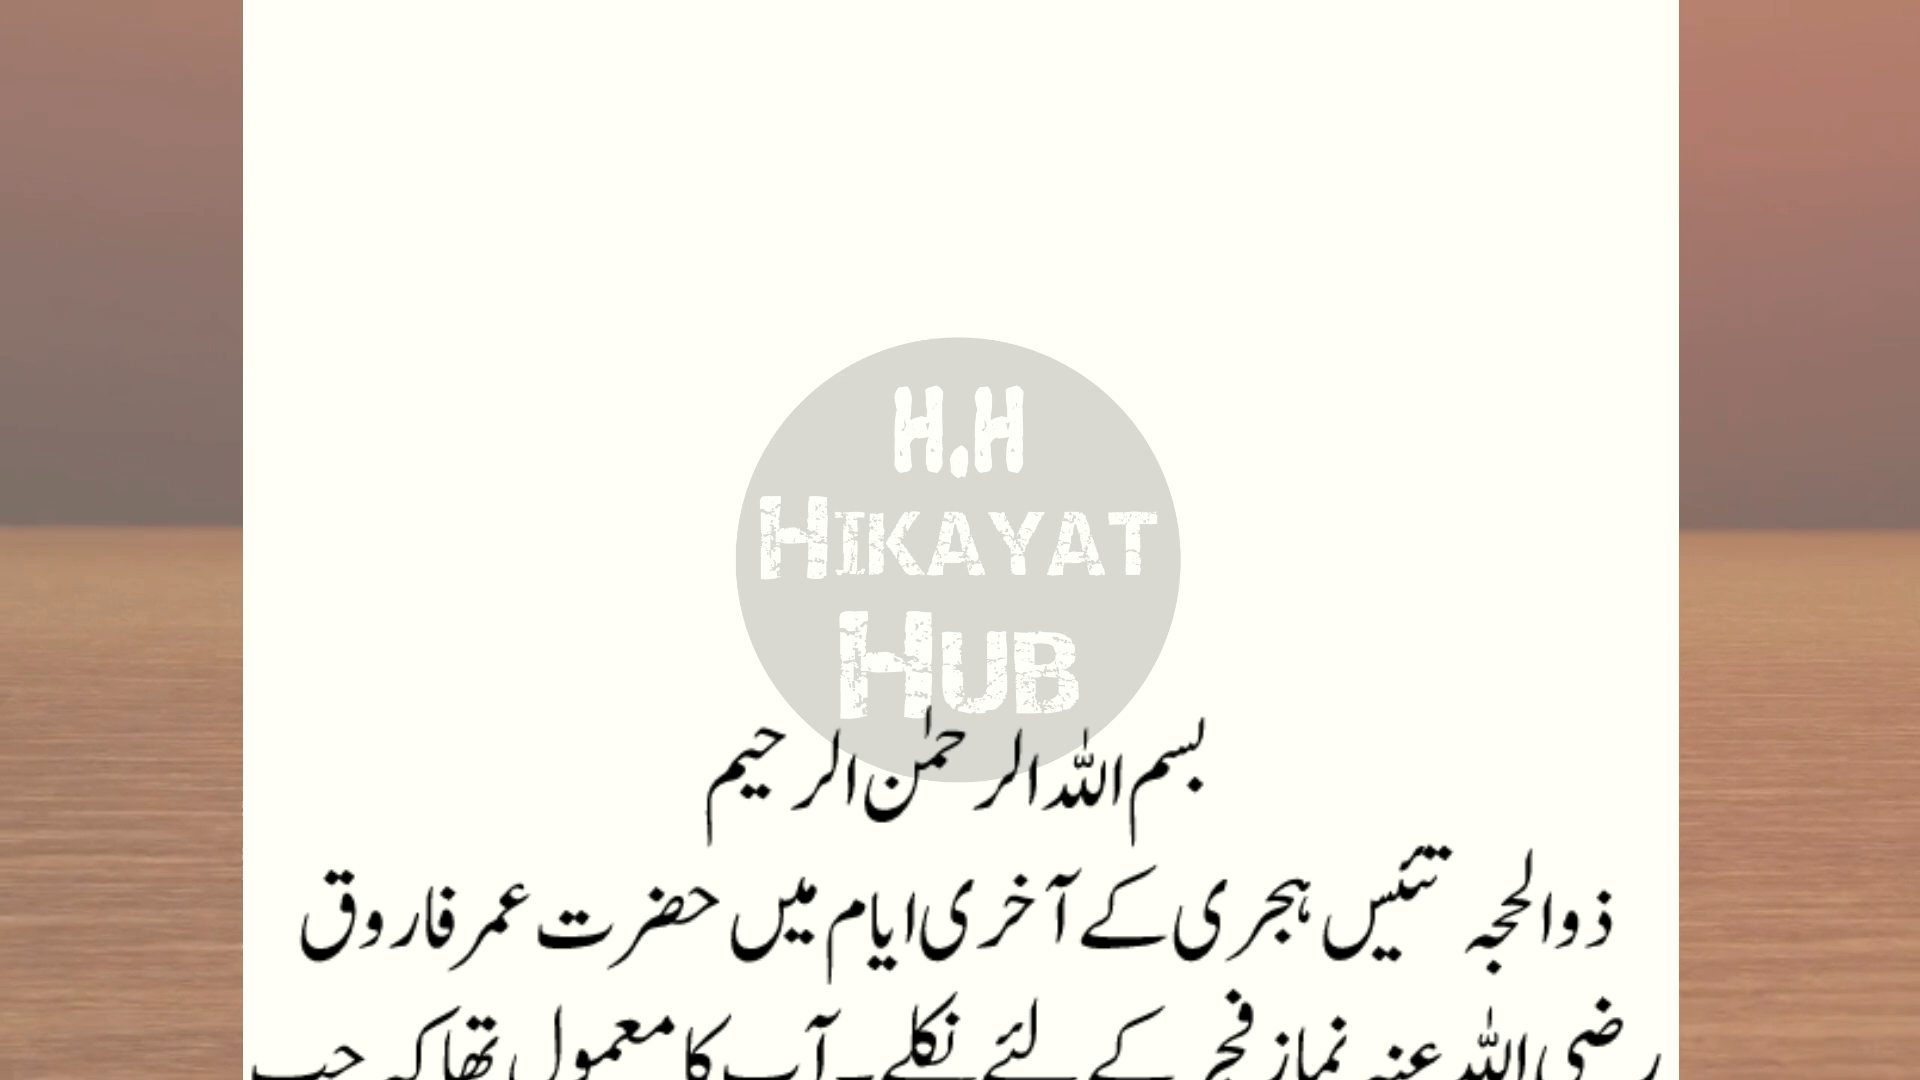 H.H
HIKAYAT
HUB
بسم اللہ الرحمٰن الرحیم
ذوالحجہ تئیس ہجری کے آخری ایام میں حضرت عمر فاروق
رضی اللہ عنہ نماز فجر کے لئے نکلے۔ آپ کا معمول تھا کہ جب